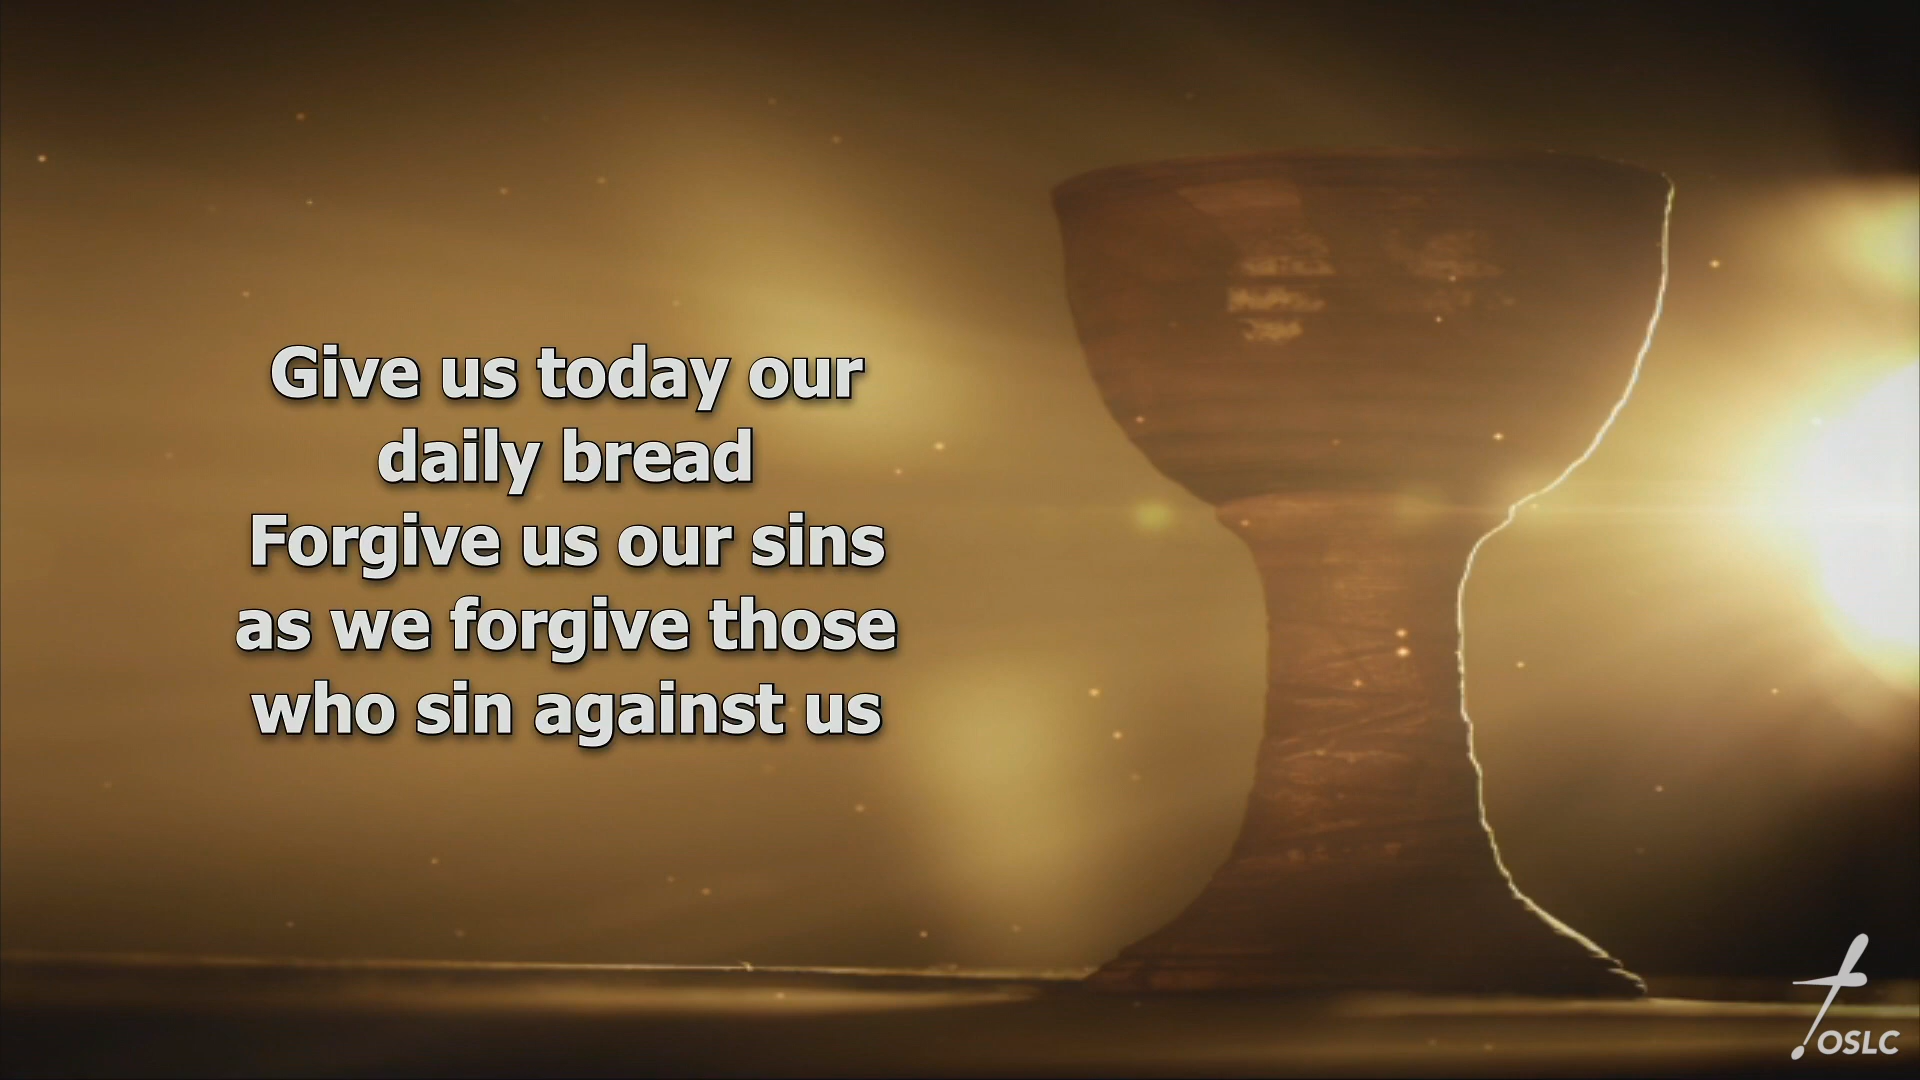 Give us today our
daily bread
Forgive us our sins
as we forgive those
who sin against us
OSLC